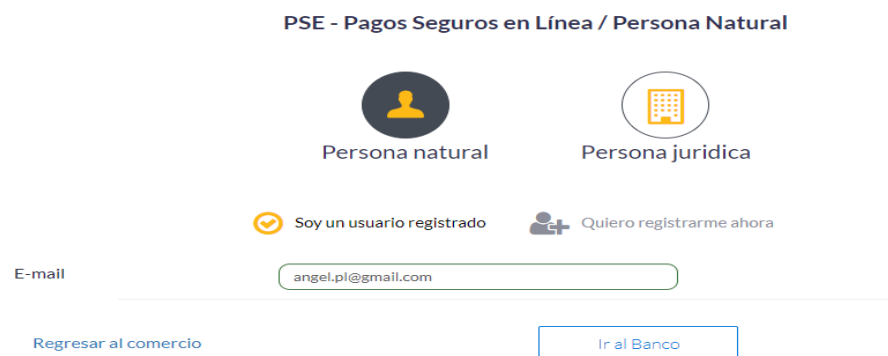 PSE - Pagos Seguros en Línea / Persona Natural
Persona natural
Persona juridica
Soy un usuario registrado
Quiero registrarme ahora
E-mail
angel.pl@gmail.com
Regresar al comercio
Ir al Banco